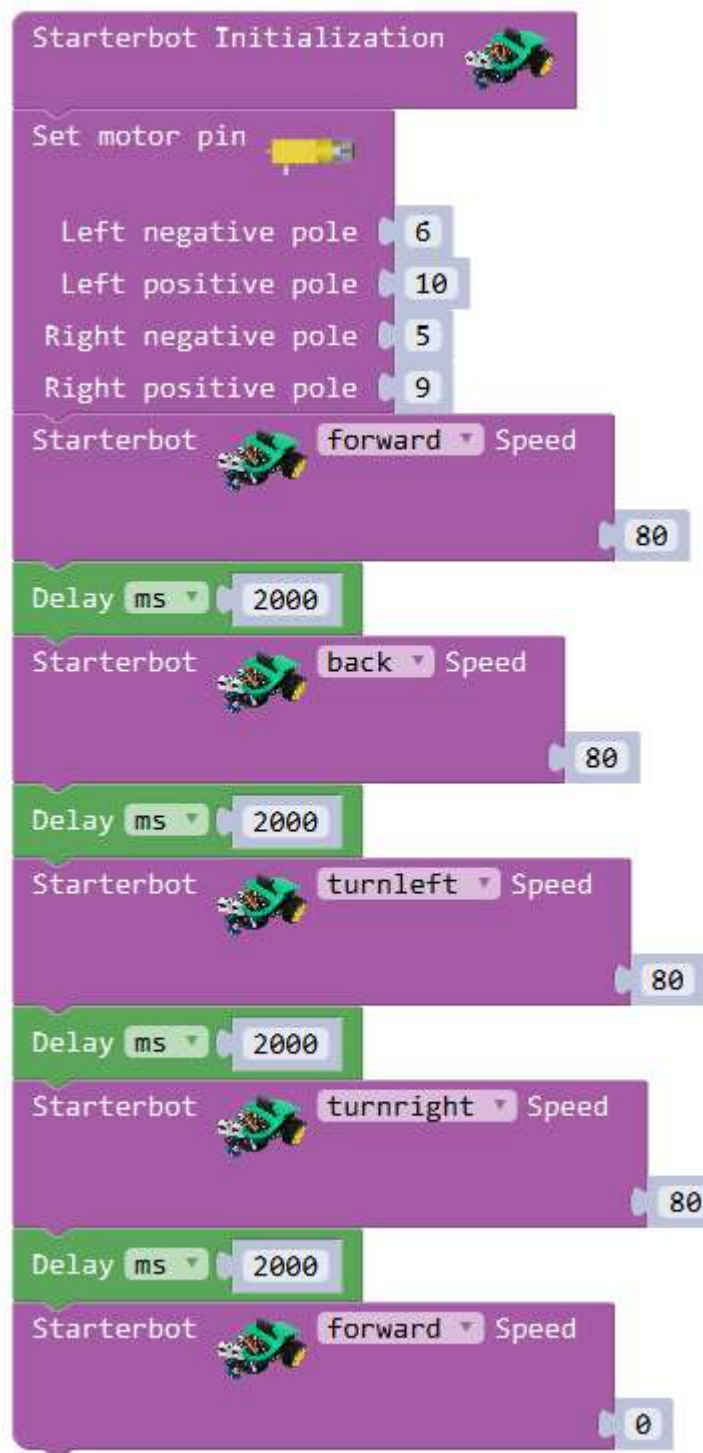 Starterbot Initialization
Set motor pin
Left negative pole 6
Left positive pole 10
Right negative pole 5
Right positive pole 9
Starterbot forward Speed
80
Delay ms 2000
Starterbot back Speed
80
Delay ms 2000
Starterbot turnleft Speed
80
Delay ms 2000
Starterbot turnright Speed
80
Delay ms 2000
Starterbot forward Speed
0